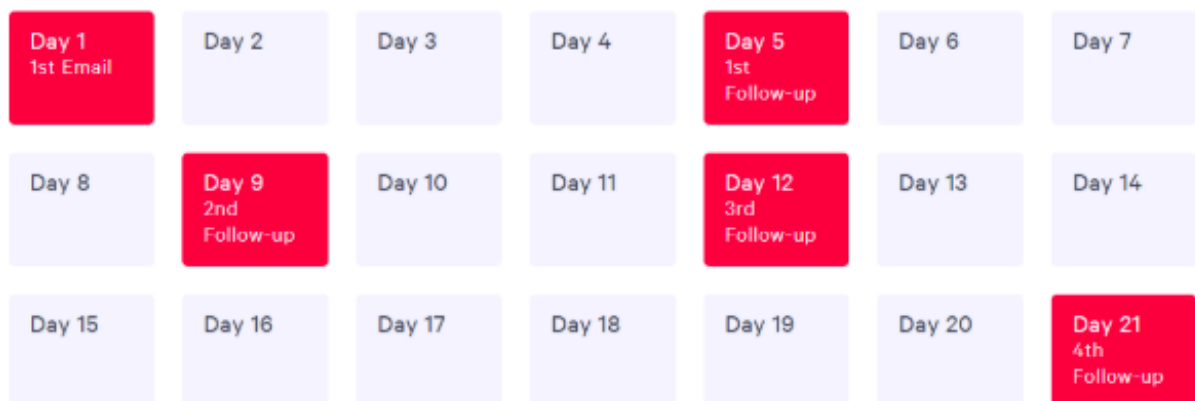 Day 1
1st Email
Day 2
Day 3
Day 4
Day 5
1st
Follow-up
Day 6
Day 7
Day 8
Day 9
2nd
Follow-up
Day 10
Day 11
Day 12
3rd
Follow-up
Day 13
Day 14
Day 15
Day 16
Day 17
Day 18
Day 19
Day 20
Day 21
4th
Follow-up